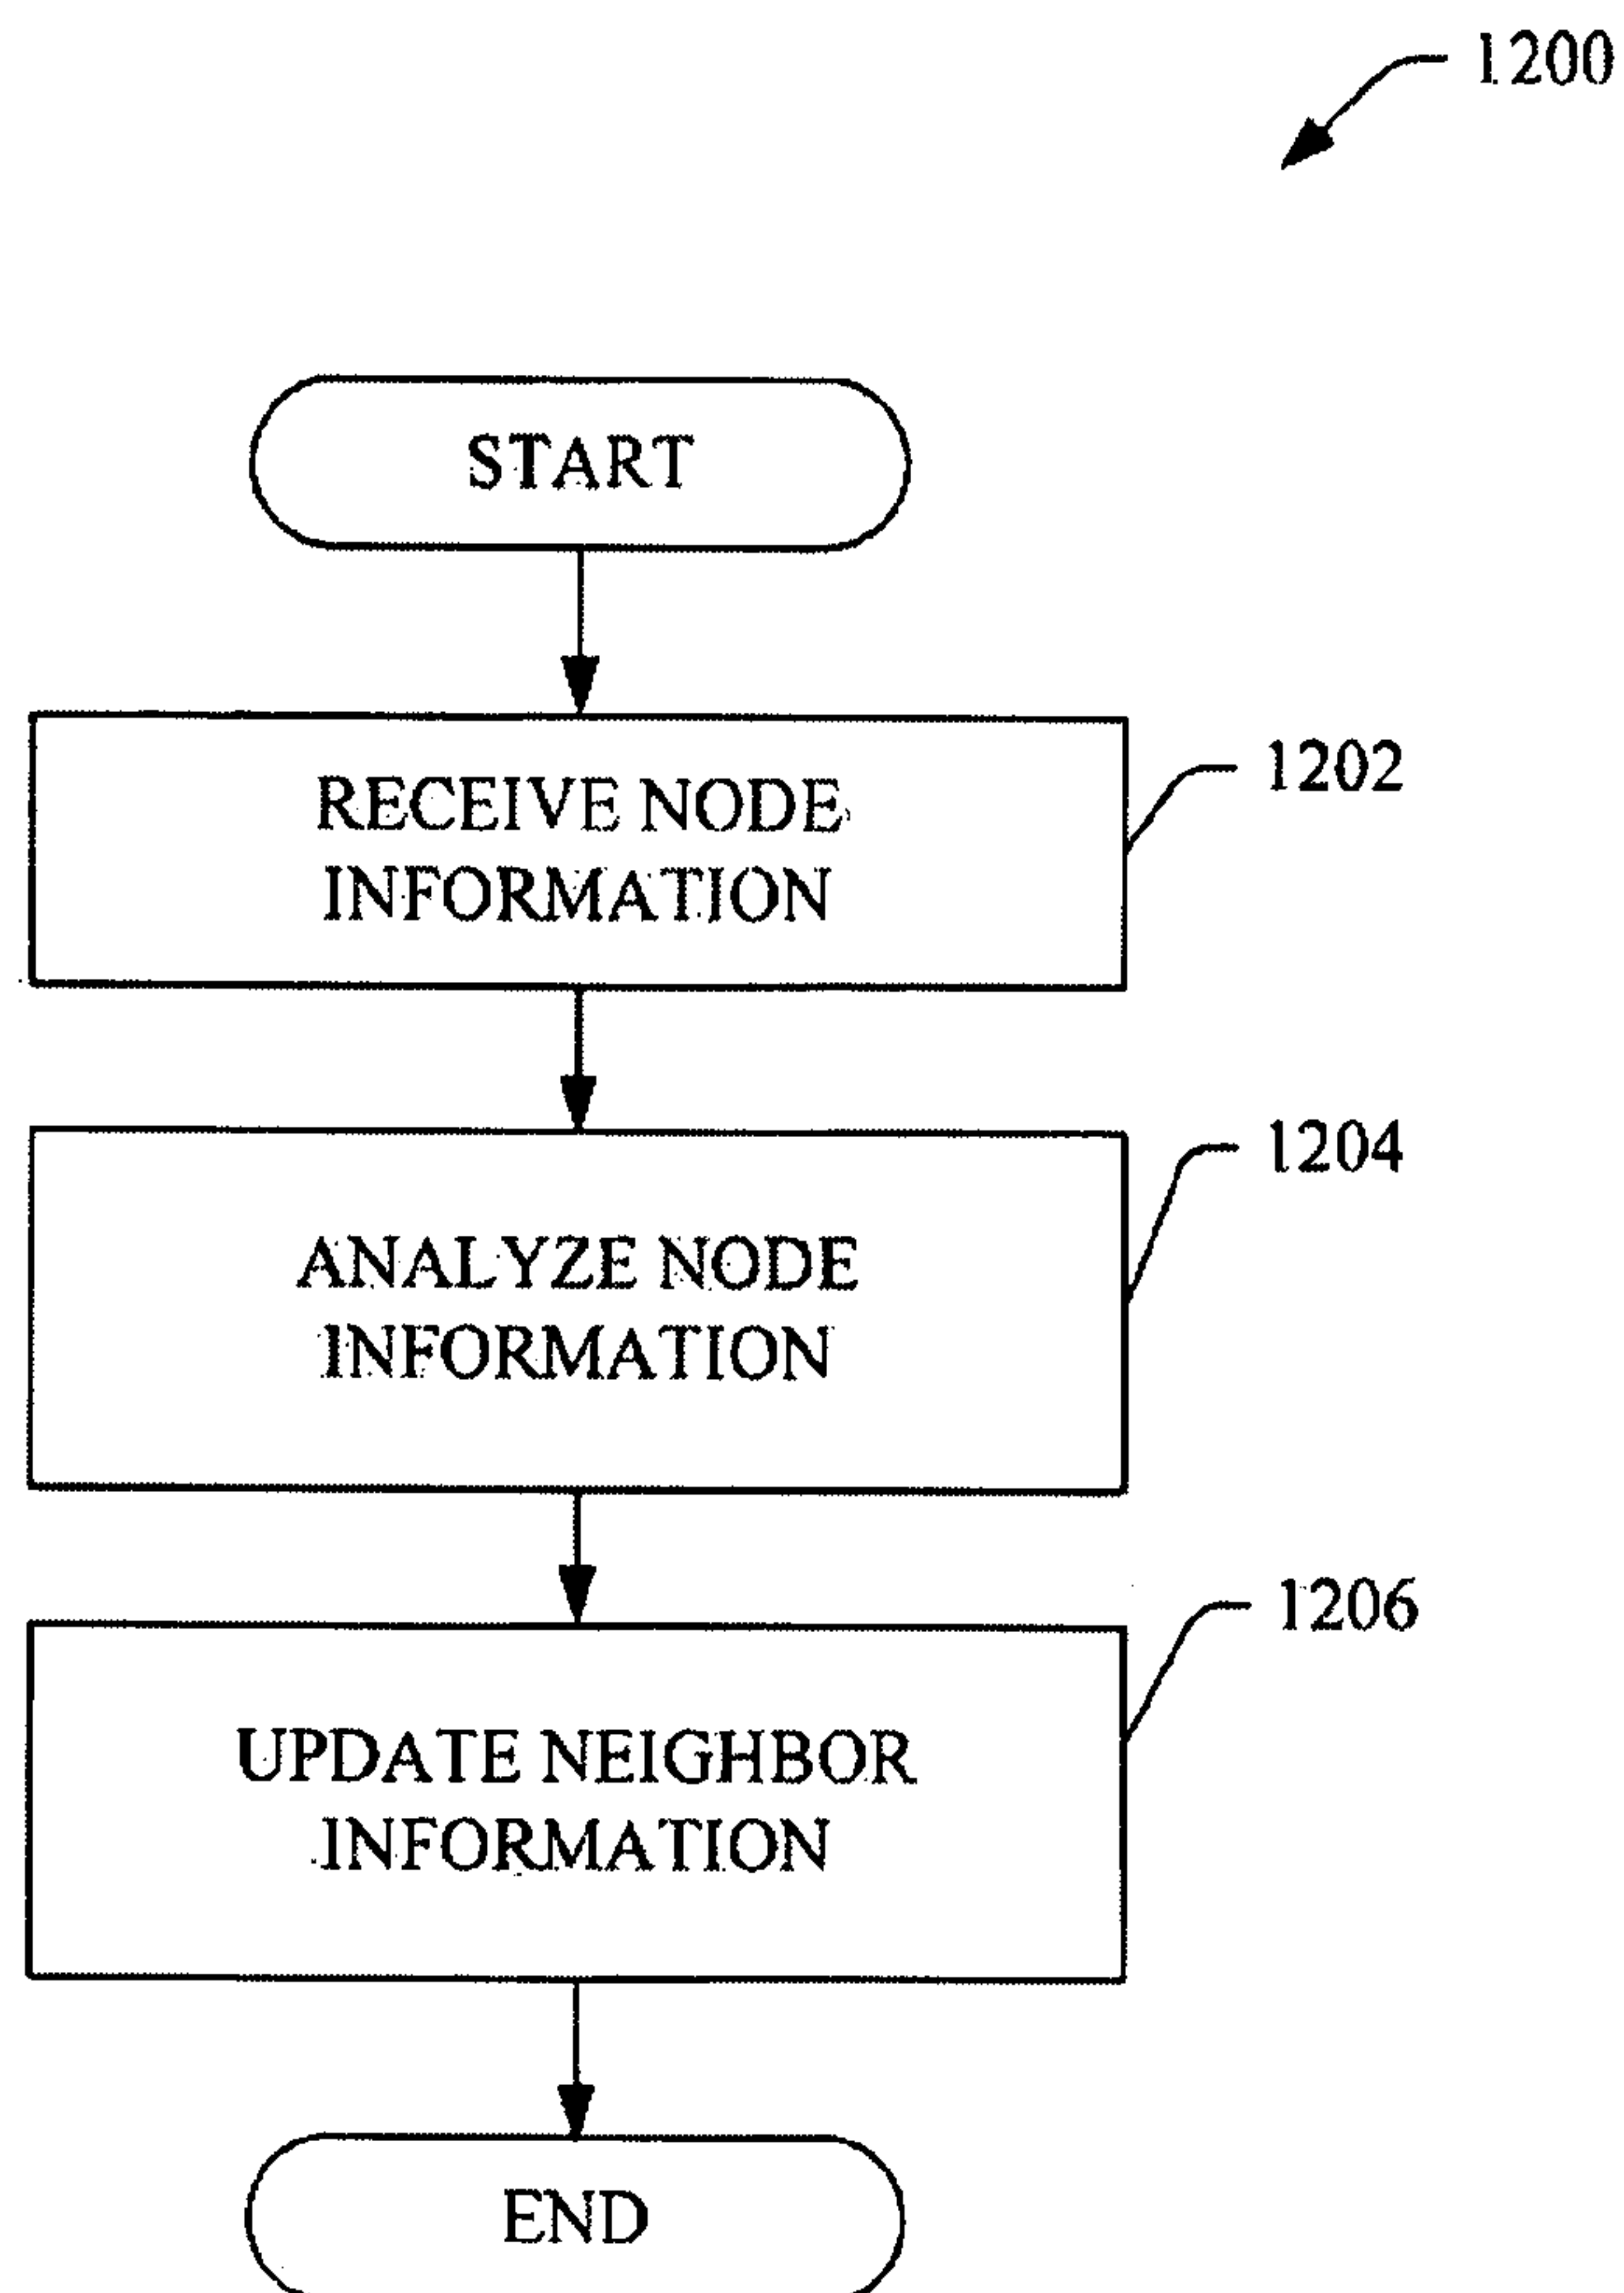 1200
START
RECEIVE NODE
INFORMATION
1202
ANALYZE NODE
INFORMATION
1204
UPDATE NEIGHBOR
INFORMATION
1206
END